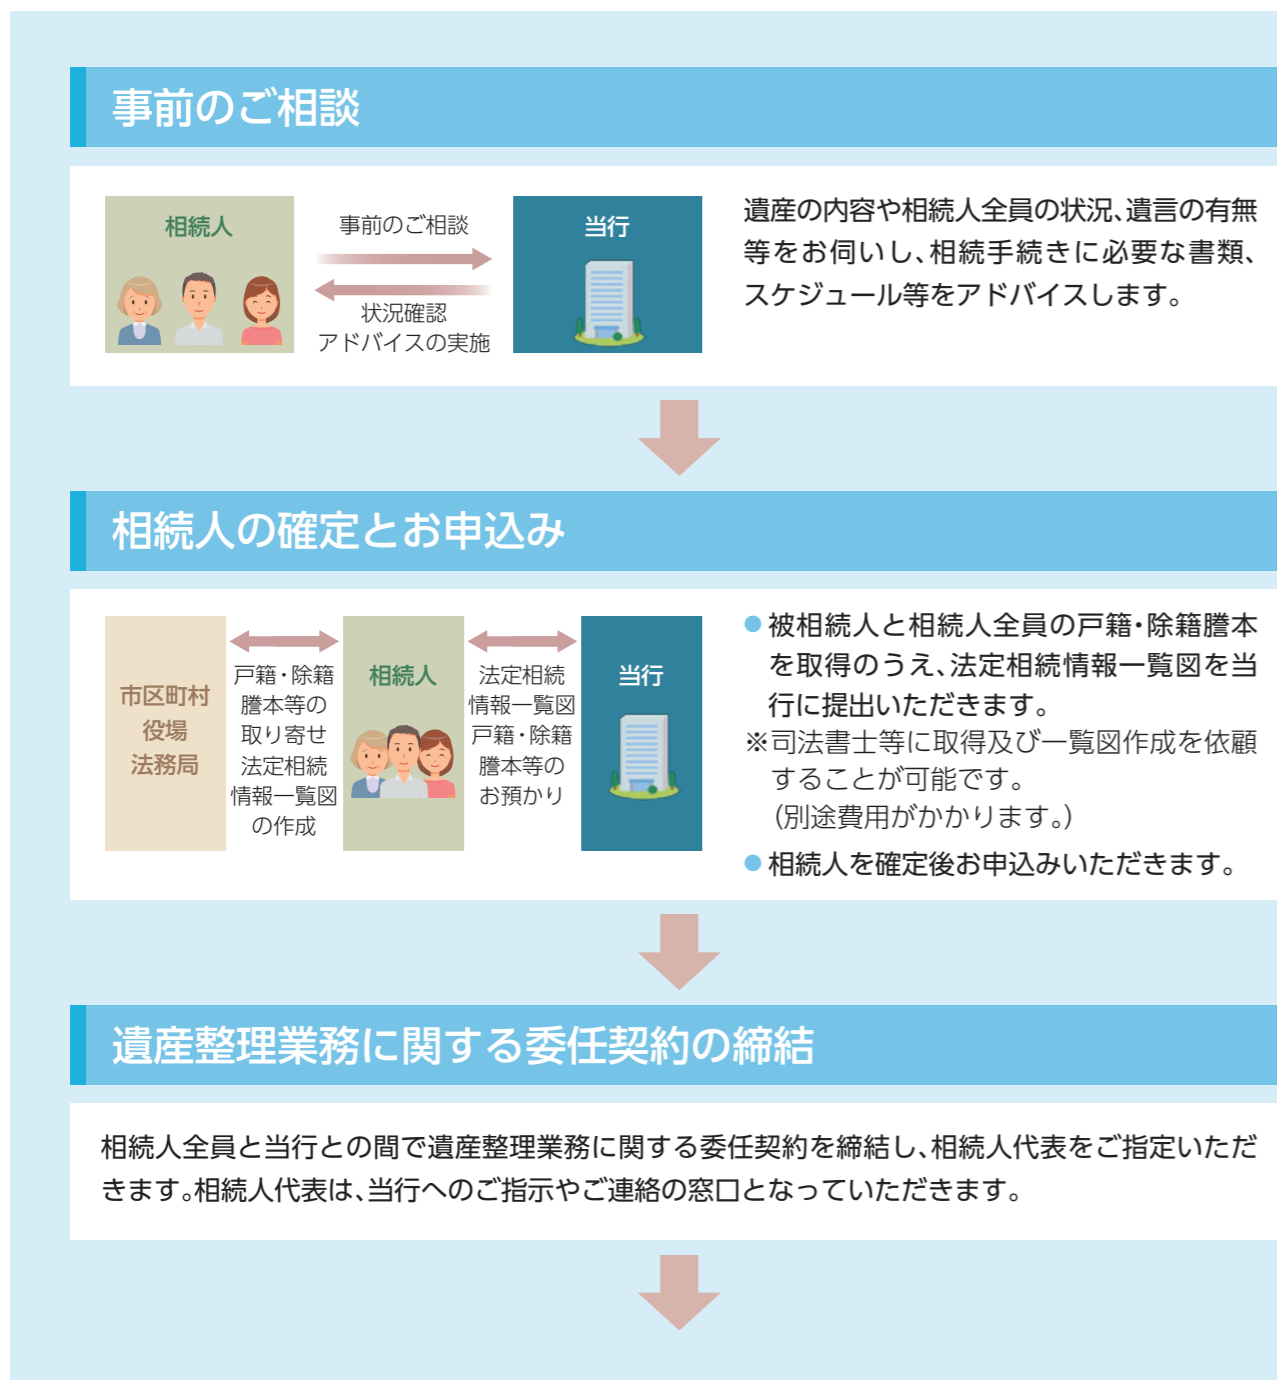 事前のご相談
相続人
事前のご相談
状況確認
アドバイスの実施
当行
遺産の内容や相続人全員の状況、遺言の有無
等をお伺いし、相続手続きに必要な書類、
スケジュール等をアドバイスします。
相続人の確定とお申込み
市区町村
役場
法務局
戸籍・除籍
謄本等の
取り寄せ
法定相続
情報一覧図
の作成
相続人
法定相続
情報一覧図
戸籍・除籍
謄本等の
お預かり
当行
●被相続人と相続人全員の戸籍・除籍謄本
を取得のうえ、法定相続情報一覧図を当
行に提出いただきます。
※司法書士等に取得及び一覧図作成を依頼
することが可能です。
(別途費用がかかります。)
●相続人を確定後お申込みいただきます。
遺産整理業務に関する委任契約の締結
相続人全員と当行との間で遺産整理業務に関する委任契約を締結し、相続人代表をご指定いただ
きます。相続人代表は、当行へのご指示やご連絡の窓口となっていただきます。